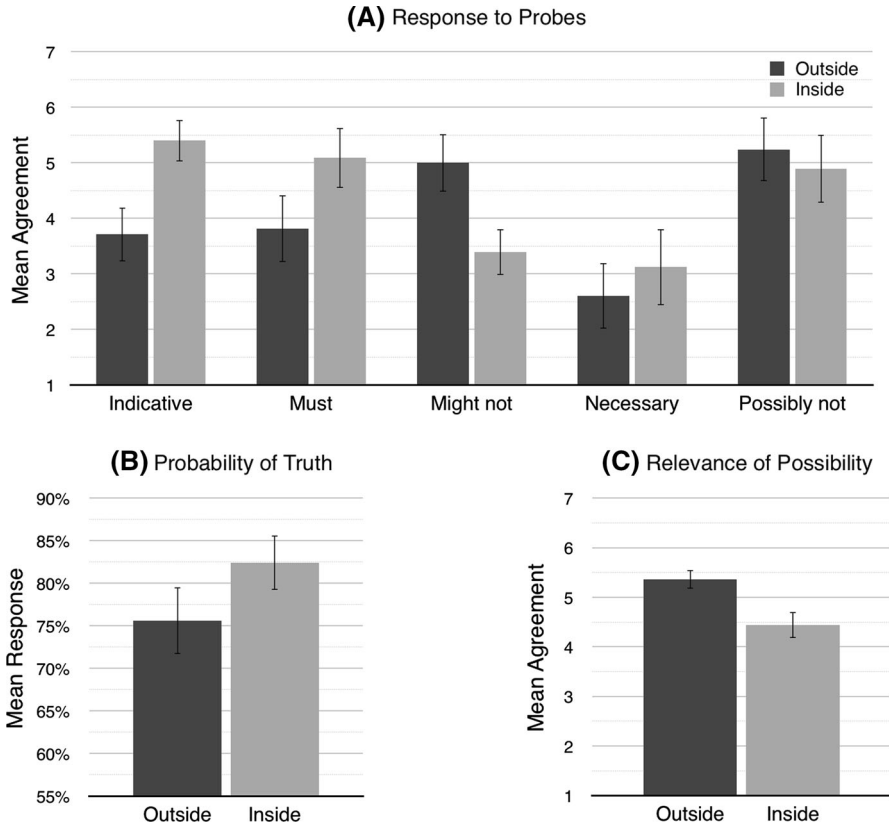 (A) Response to Probes
7
6
5
4
3
2
1
Mean Agreement
Outside
Inside
Indicative Must Might not Necessary Possibly not
(B) Probability of Truth
90%
85%
80%
75%
70%
65%
60%
55%
Mean Response
Outside Inside
(C) Relevance of Possibility
7
6
5
4
3
2
1
Mean Agreement
Outside Inside